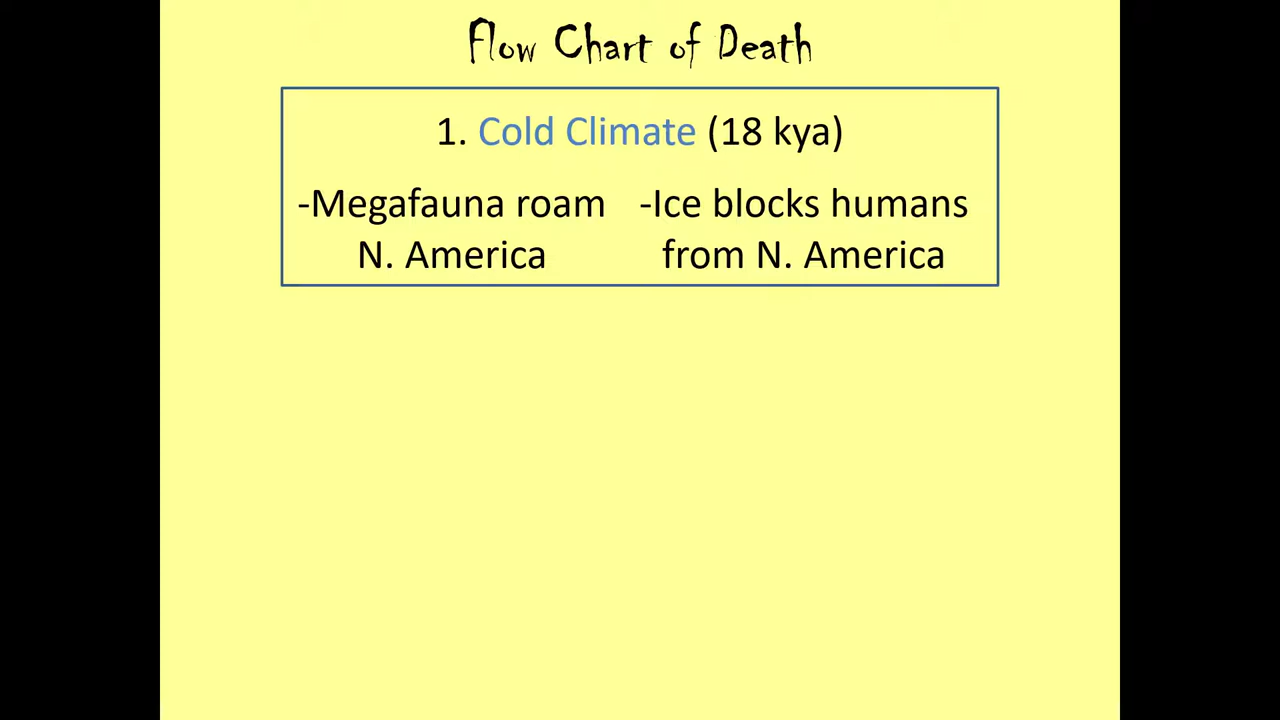 Flow Chart of Death
1. Cold Climate (18 kya)
-Megafauna roam
N. America
-Ice blocks humans
from N. America